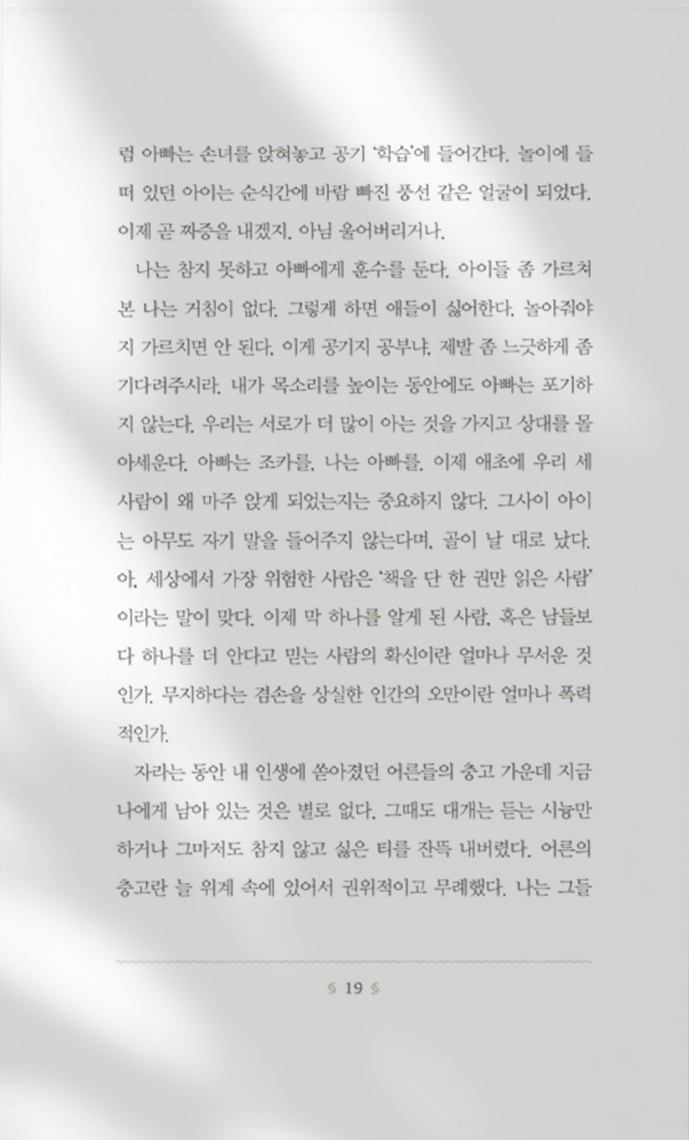 럼 아빠는 손녀를 앉혀놓고 공기 ‘학습’에 들어간다. 놀이에 들
떠 있던 아이는 순식간에 바람 빠진 풍선 같은 얼굴이 되었다.
이제 곧 짜증을 내겠지. 아님 울어버리거나.
나는 참지 못하고 아빠에게 훈수를 둔다. 아이들 좀 가르쳐
본 나는 거침이 없다. 그렇게 하면 애들이 싫어한다. 놀아줘야
지 가르치면 안 된다. 이게 공기지 공부냐. 제발 좀 느긋하게 좀
기다려주시라. 내가 목소리를 높이는 동안에도 아빠는 포기하
지 않는다. 우리는 서로가 더 많이 아는 것을 가지고 상대를 몰
아세운다. 아빠는 조카를, 나는 아빠를. 이제 애초에 우리 세
사람이 왜 마주 앉게 되었는지는 중요하지 않다. 그사이 아이
는 아무도 자기 말을 들어주지 않는다며, 골이 날 대로 났다.
아, 세상에서 가장 위험한 사람은 ‘책을 단 한 권만 읽은 사람’
이라는 말이 맞다. 이제 막 하나를 알게 된 사람, 혹은 남들보
다 하나를 더 안다고 믿는 사람의 확신이란 얼마나 무서운 것
인가. 무지하다는 겸손을 상실한 인간의 오만이란 얼마나 폭력
적인가.
자라는 동안 내 인생에 쏟아졌던 어른들의 충고 가운데 지금
나에게 남아 있는 것은 별로 없다. 그때도 대개는 듣는 시늉만
하거나 그마저도 참지 않고 싫은 티를 잔뜩 내버렸다. 어른의
충고란 늘 위계 속에 있어서 권위적이고 무례했다. 나는 그들
§ 19 §